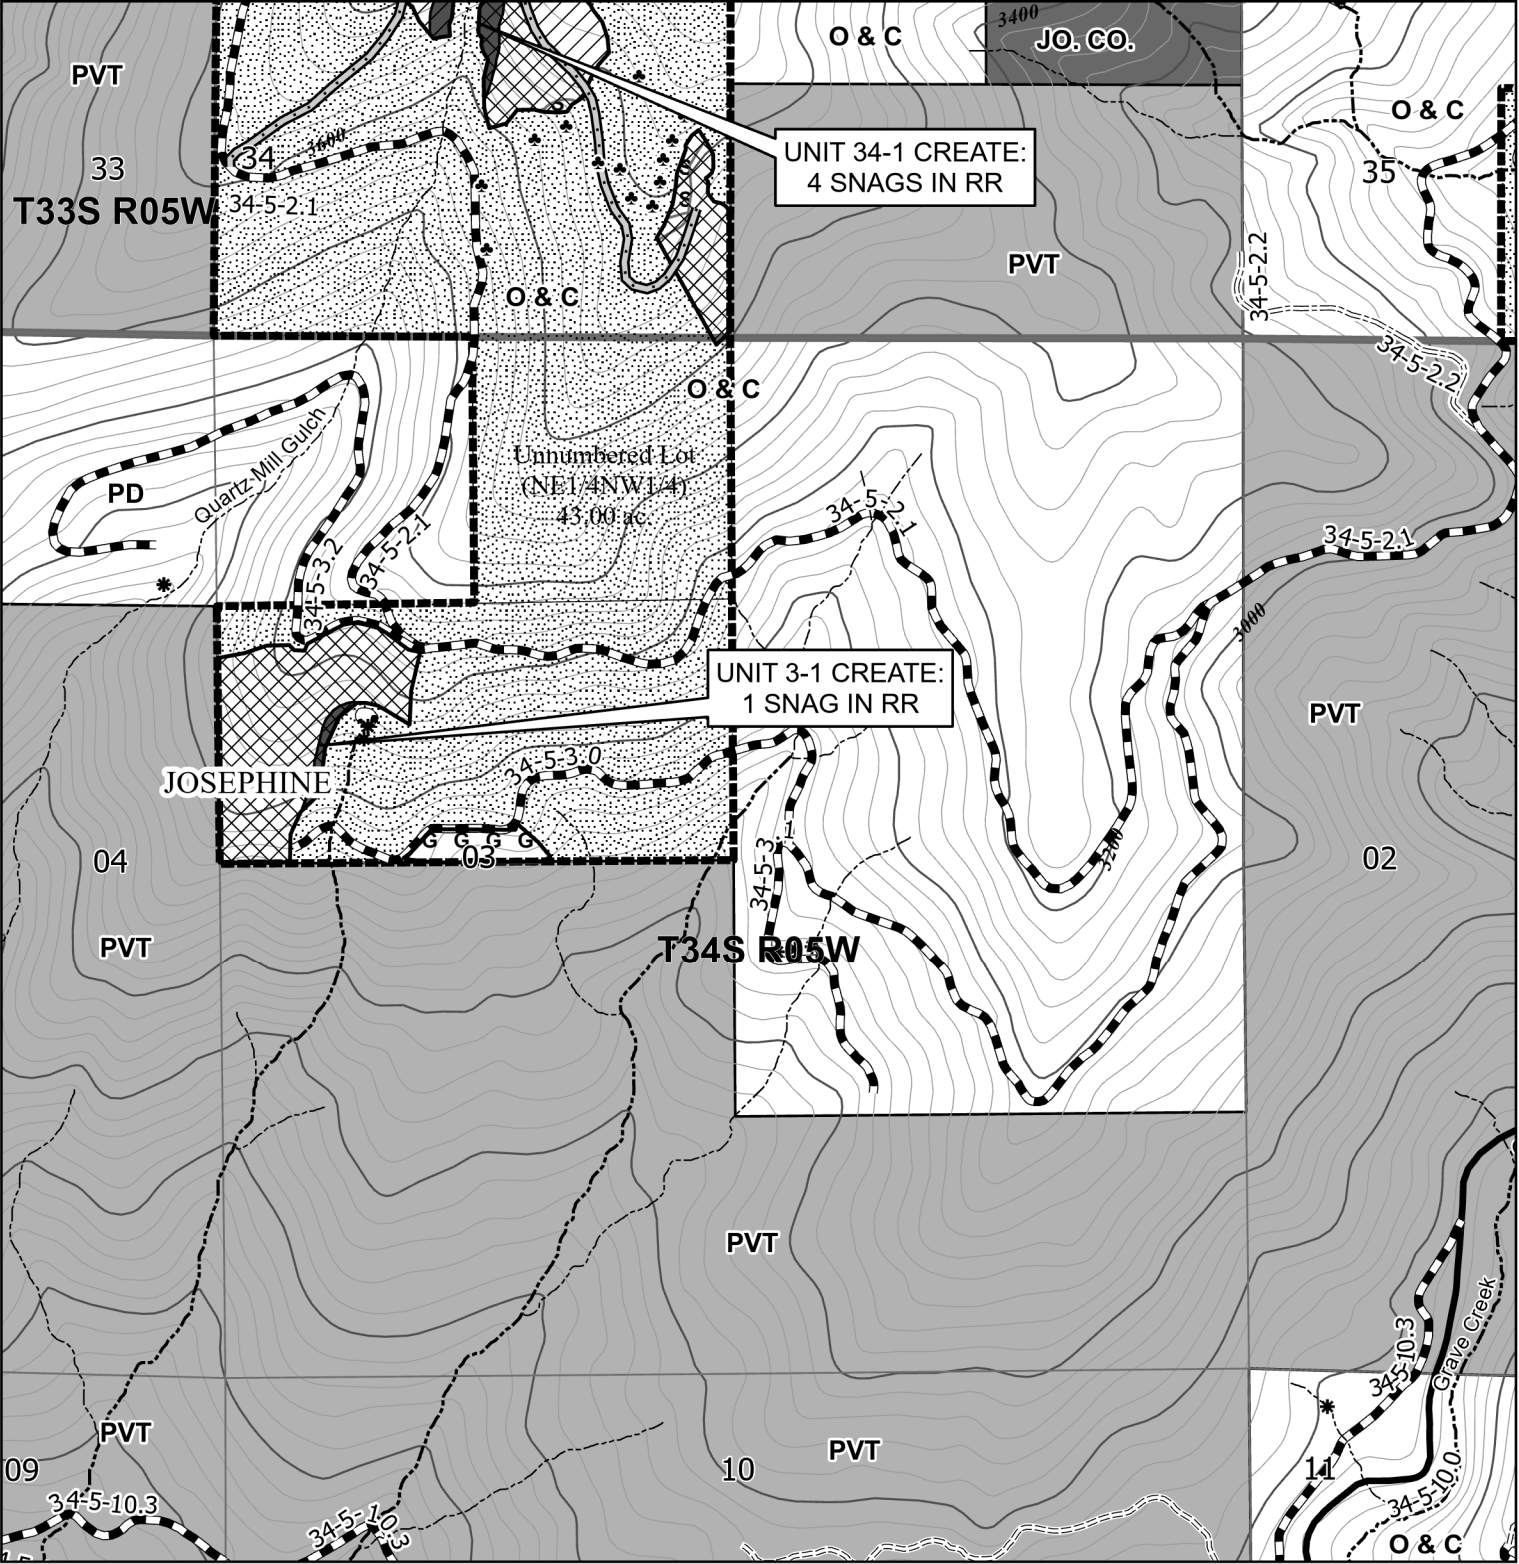 3400
O & C
JO. CO.
PVT
O & C
3600
34
UNIT 34-1 CREATE:
4 SNAGS IN RR
33
35
34-5-2.1
T33S R05W
S
S
S
PVT
34-5-2.2
O & C
34-5-2.2
O & C
Unnumbered Lot
(NE1/4NW1/4)
43.00 ac.
Quartz Mill Gulch
PD
34-5-2.1
34-5-2.1
34-5-2.1
34-5-3.2
3000
UNIT 3-1 CREATE:
1 SNAG IN RR
PVT
34-5-3.0
JOSEPHINE
G G G G
03
04
34-5-3.1
3200
02
PVT
T34S R05W
PVT
Grave Creek
34-5-10.3
PVT
PVT
09
10
11
34-5-10.3
34-5-10.3
34-5-10.0
O & C